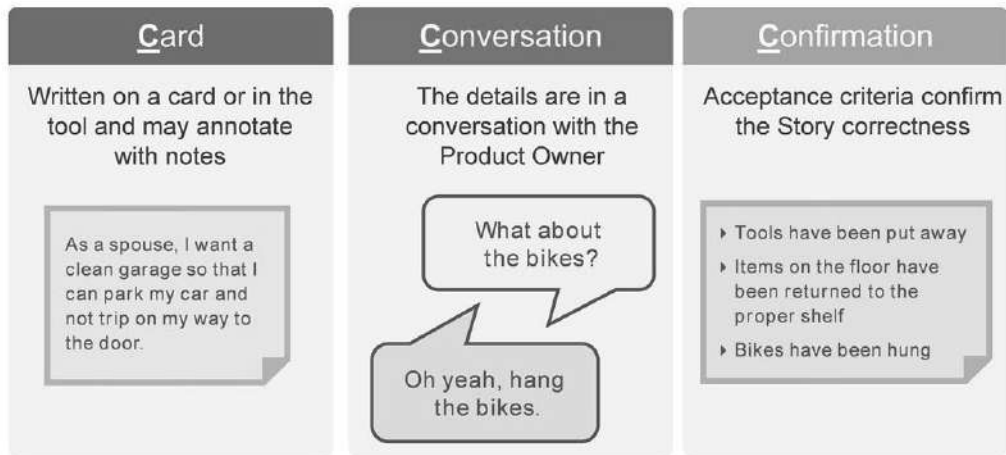 Card
Written on a card or in the
tool and may annotate
with notes
As a spouse, I want a
clean garage so that I
can park my car and
not trip on my way to
the door.
Conversation
The details are in a
conversation with the
Product Owner
What about
the bikes?
Oh yeah, hang
the bikes.
Confirmation
Acceptance criteria confirm
the Story correctness
Tools have been put away
Items on the floor have
been returned to the
proper shelf
Bikes have been hung